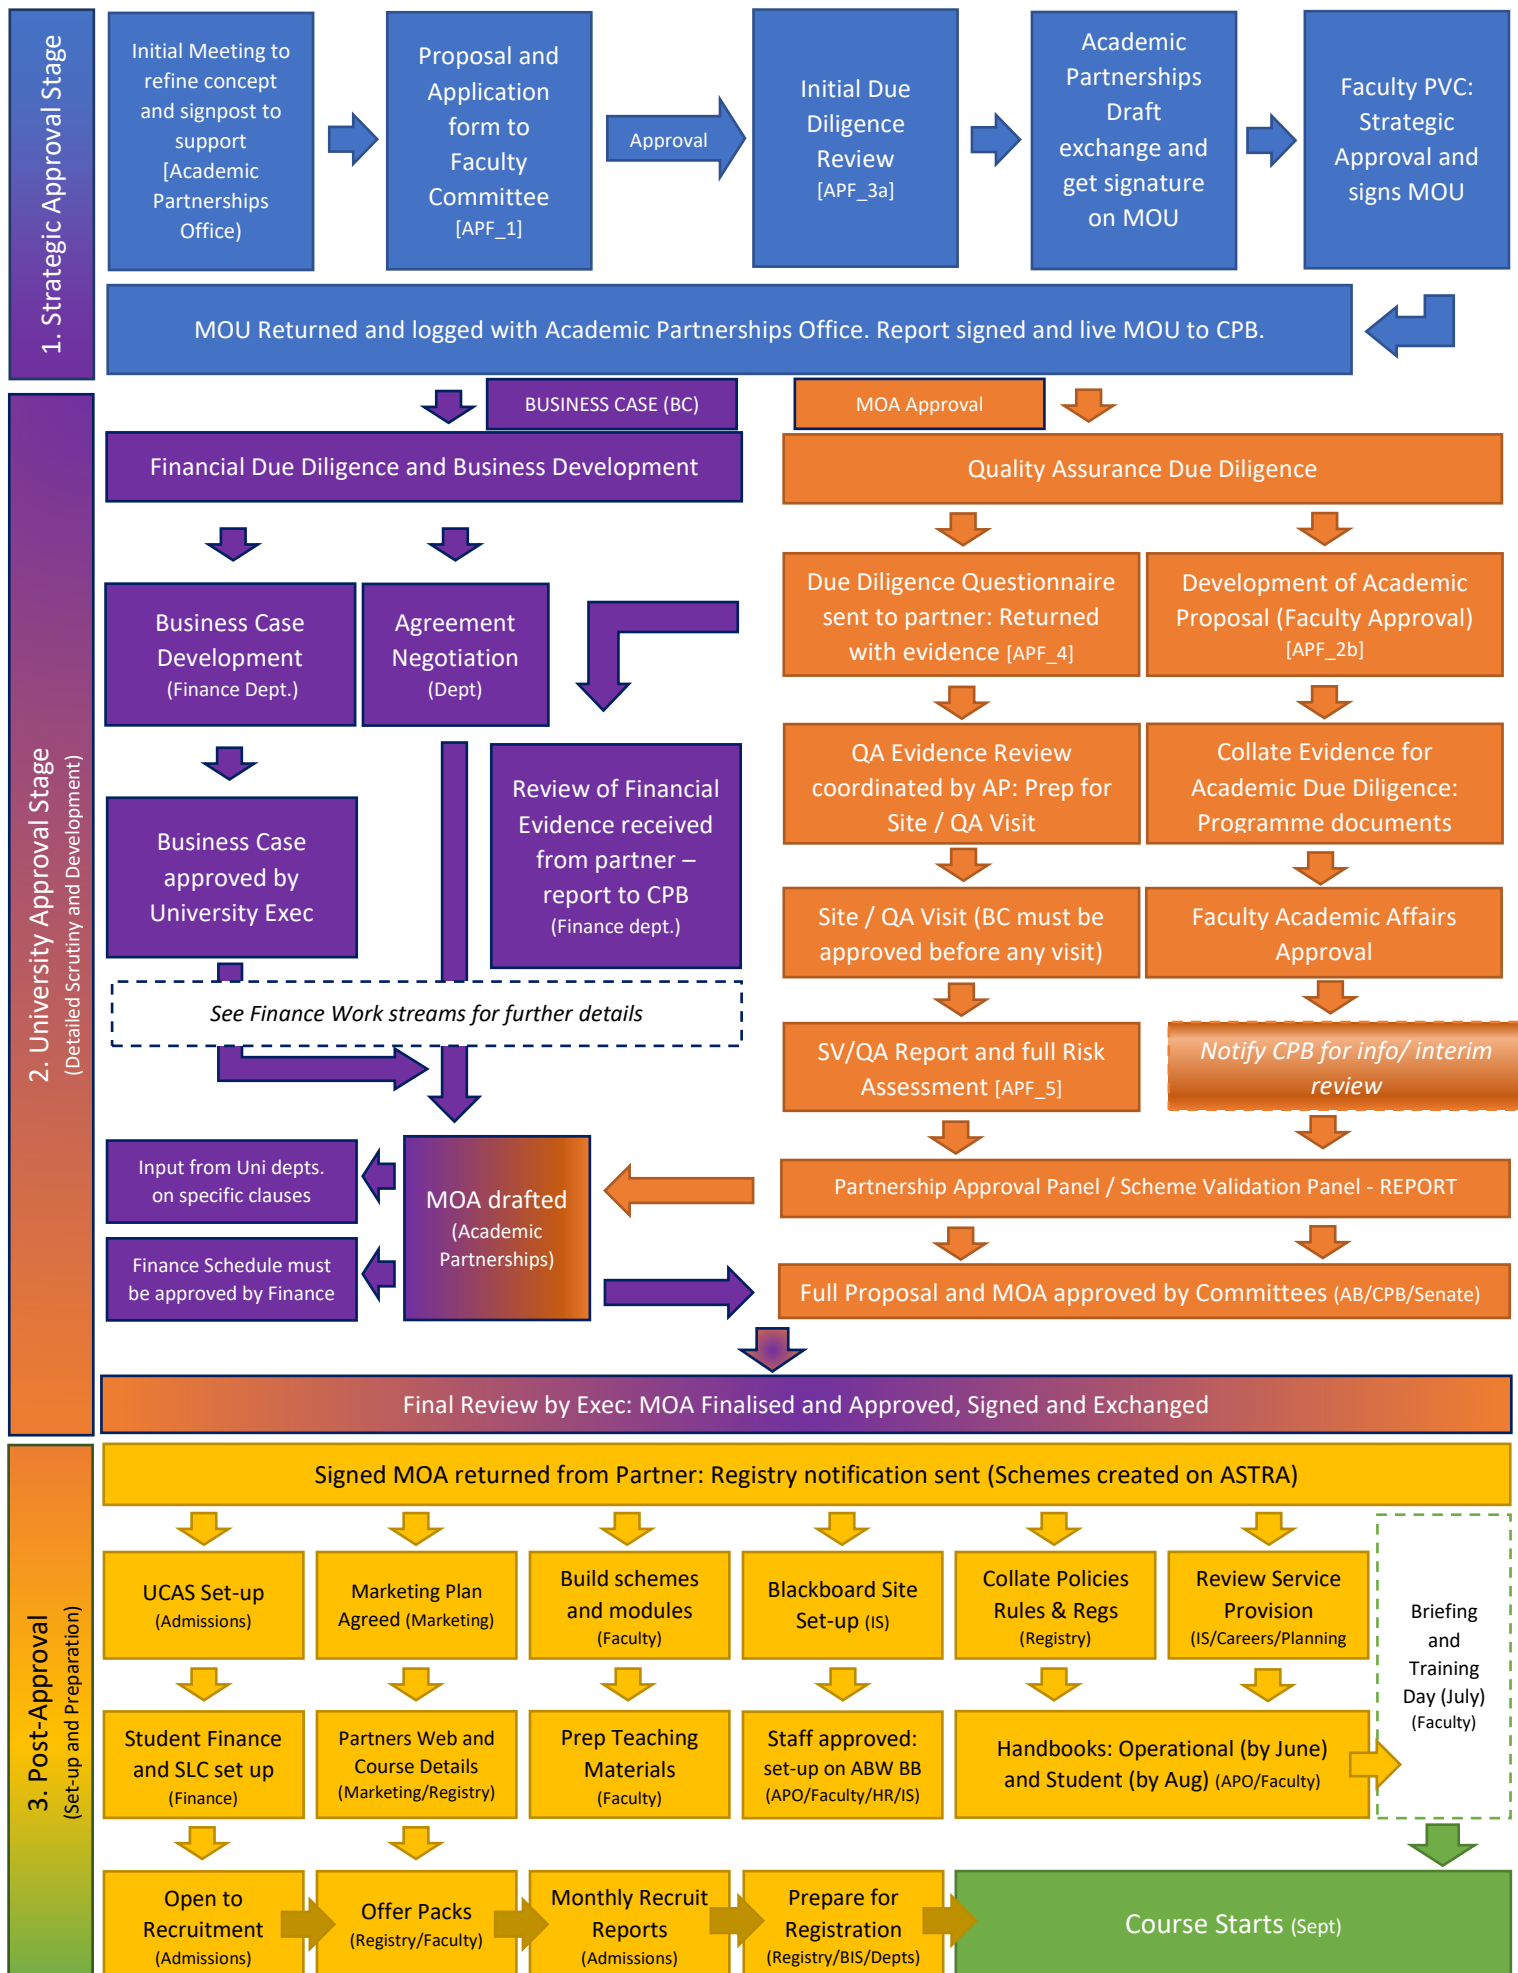 1. Strategic Approval Stage
Initial Meeting to
refine concept
and signpost to
support
[Academic
Partnerships
Office)
Proposal and
Application
form to
Faculty
Committee
[APF_1]
Approval
Initial Due
Diligence
Review
[APF_3a]
Academic
Partnerships
Draft
exchange and
get signature
on MOU
Faculty PVC:
Strategic
Approval and
signs MOU
MOU Returned and logged with Academic Partnerships Office. Report signed and live MOU to CPB.
2. University Approval Stage
(Detailed Scrutiny and Development)
BUSINESS CASE (BC)
MOA Approval
Financial Due Diligence and Business Development
Quality Assurance Due Diligence
Business Case
Development
(Finance Dept.)
Agreement
Negotiation
(Dept)
Due Diligence Questionnaire
sent to partner: Returned
with evidence [APF_4]
Development of Academic
Proposal (Faculty Approval)
[APF_2b]
Business Case
approved by
University Exec
Review of Financial
Evidence received
from partner –
report to CPB
(Finance dept.)
QA Evidence Review
coordinated by AP: Prep for
Site / QA Visit
Collate Evidence for
Academic Due Diligence:
Programme documents
Site / QA Visit (BC must be
approved before any visit)
Faculty Academic Affairs
Approval
See Finance Work streams for further details
SV/QA Report and full Risk
Assessment [APF_5]
Notify CPB for info/ interim
review
Input from Uni depts.
on specific clauses
Finance Schedule must
be approved by Finance
MOA drafted
(Academic
Partnerships)
Partnership Approval Panel / Scheme Validation Panel - REPORT
Full Proposal and MOA approved by Committees (AB/CPB/Senate)
Final Review by Exec: MOA Finalised and Approved, Signed and Exchanged
3. Post-Approval
(Set-up and Preparation)
Signed MOA returned from Partner: Registry notification sent (Schemes created on ASTRA)
UCAS Set-up
(Admissions)
Marketing Plan
Agreed (Marketing)
Build schemes
and modules
(Faculty)
Blackboard Site
Set-up (IS)
Collate Policies
Rules & Regs
(Registry)
Review Service
Provision
(IS/Careers/Planning
Briefing
and
Training
Day (July)
(Faculty)
Student Finance
and SLC set up
(Finance)
Partners Web and
Course Details
(Marketing/Registry)
Prep Teaching
Materials
(Faculty)
Staff approved:
set-up on ABW BB
(APO/Faculty/HR/IS)
Handbooks: Operational (by June)
and Student (by Aug) (APO/Faculty)
Open to
Recruitment
(Admissions)
Offer Packs
(Registry/Faculty)
Monthly Recruit
Reports
(Admissions)
Prepare for
Registration
(Registry/BIS/Depts)
Course Starts (Sept)